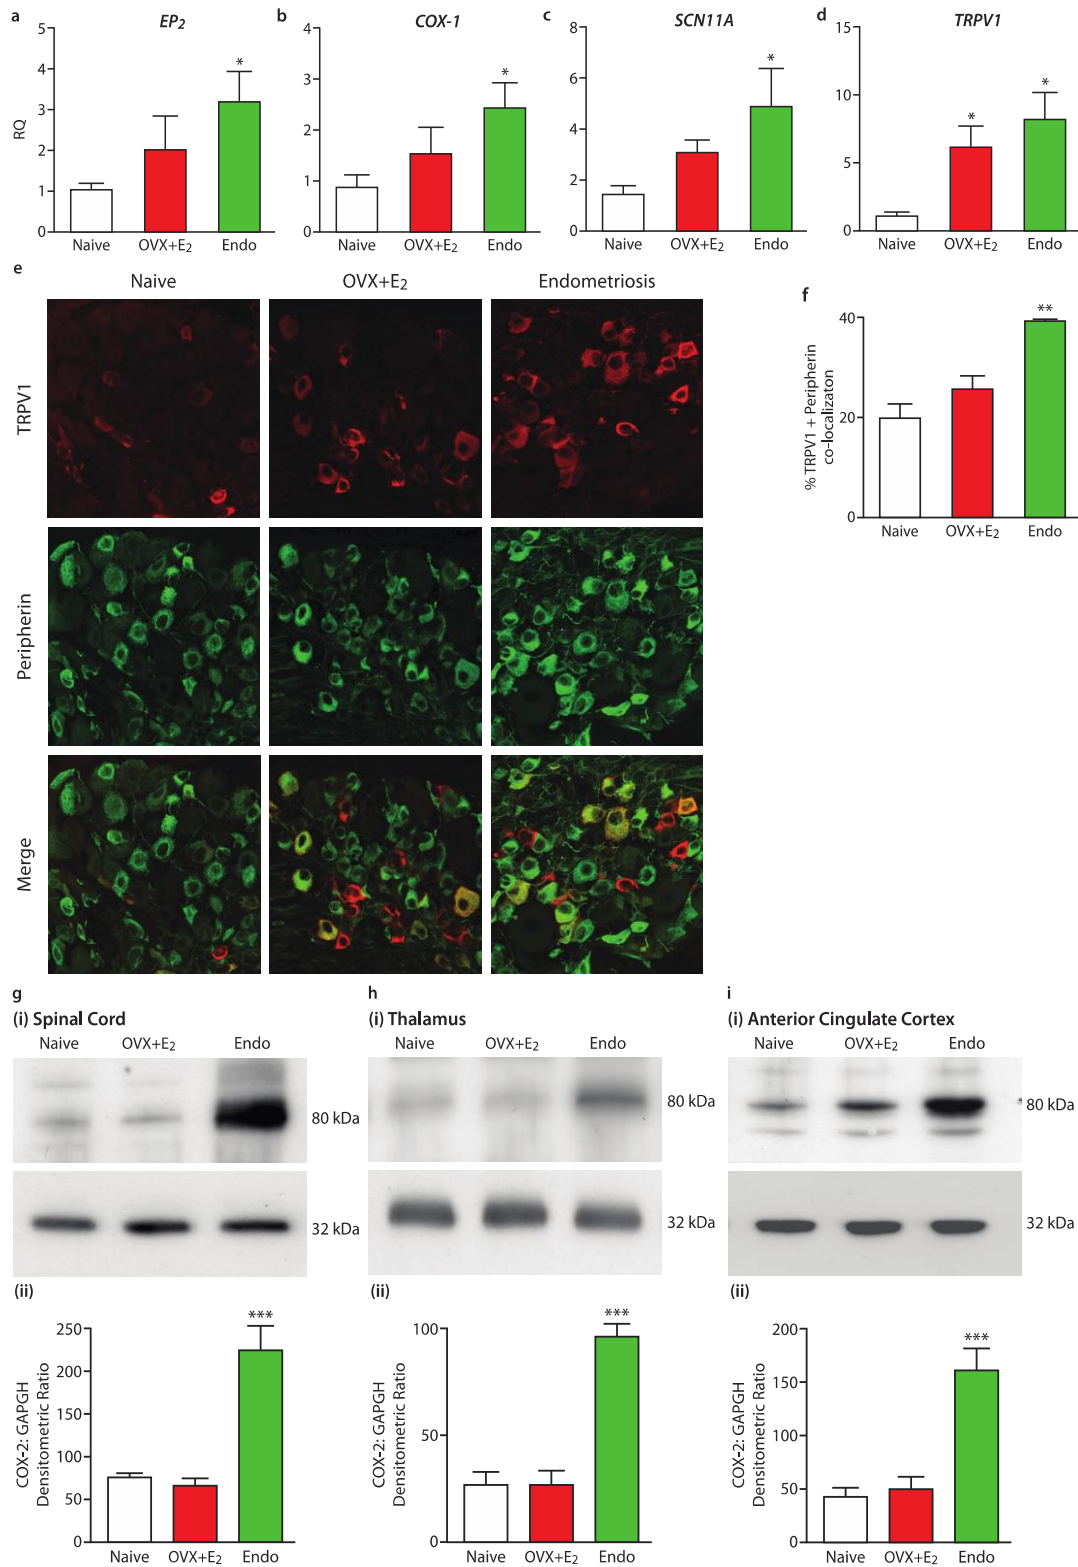 a
EP2
RQ
5
4
3
2
1
0
Naive
OVX+E2
Endo
*
b
COX-1
4
3
2
1
0
Naive
OVX+E2
Endo
*
c
SCN11A
8
6
4
2
0
Naive
OVX+E2
Endo
*
d
TRPV1
15
10
5
0
Naive
OVX+E2
Endo
*
*
e
Naive
OVX+E2
Endometriosis
TRPV1
Peripherin
Merge
f
% TRPV1 + Peripherin
co-localizaton
40
20
0
**
Naive
OVX+E2
Endo
g
(i) Spinal Cord
Naive
OVX+E2
Endo
80 kDa
32 kDa
(ii)
COX-2: GAPGH
Densitometric Ratio
250
200
150
100
50
0
***
Naive
OVX+E2
Endo
h
(i) Thalamus
Naive
OVX+E2
Endo
80 kDa
32 kDa
(ii)
COX-2: GAPGH
Densitometric Ratio
100
50
0
***
Naive
OVX+E2
Endo
i
(i) Anterior Cingulate Cortex
Naive
OVX+E2
Endo
80 kDa
32 kDa
(ii)
COX-2: GAPGH
Densitometric Ratio
200
150
100
50
0
***
Naive
OVX+E2
Endo